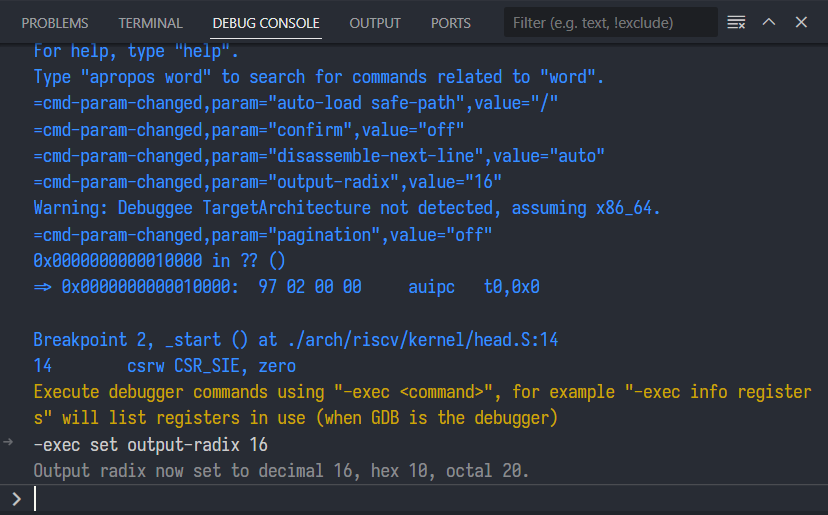 PROBLEMS TERMINAL DEBUG CONSOLE OUTPUT PORTS Filter (e.g. text, !exclude)
For help, type "help".
Type "apropos word" to search for commands related to "word".
=cmd-param-changed,param="auto-load safe-path",value="/"
=cmd-param-changed,param="confirm",value="off"
=cmd-param-changed,param="disassemble-next-line",value="auto"
=cmd-param-changed,param="output-radix",value="16"
Warning: Debuggee TargetArchitecture not detected, assuming x86_64.
=cmd-param-changed,param="pagination",value="off"
0x0000000000010000 in ?? ()
=> 0x0000000000010000: 97 02 00 00 auipc t0,0x0
Breakpoint 2, _start () at ./arch/riscv/kernel/head.S:14
14 csrw CSR_SIE, zero
Execute debugger commands using "-exec <command>", for example "-exec info register
s" will list registers in use (when GDB is the debugger)
-exec set output-radix 16
Output radix now set to decimal 16, hex 10, octal 20.